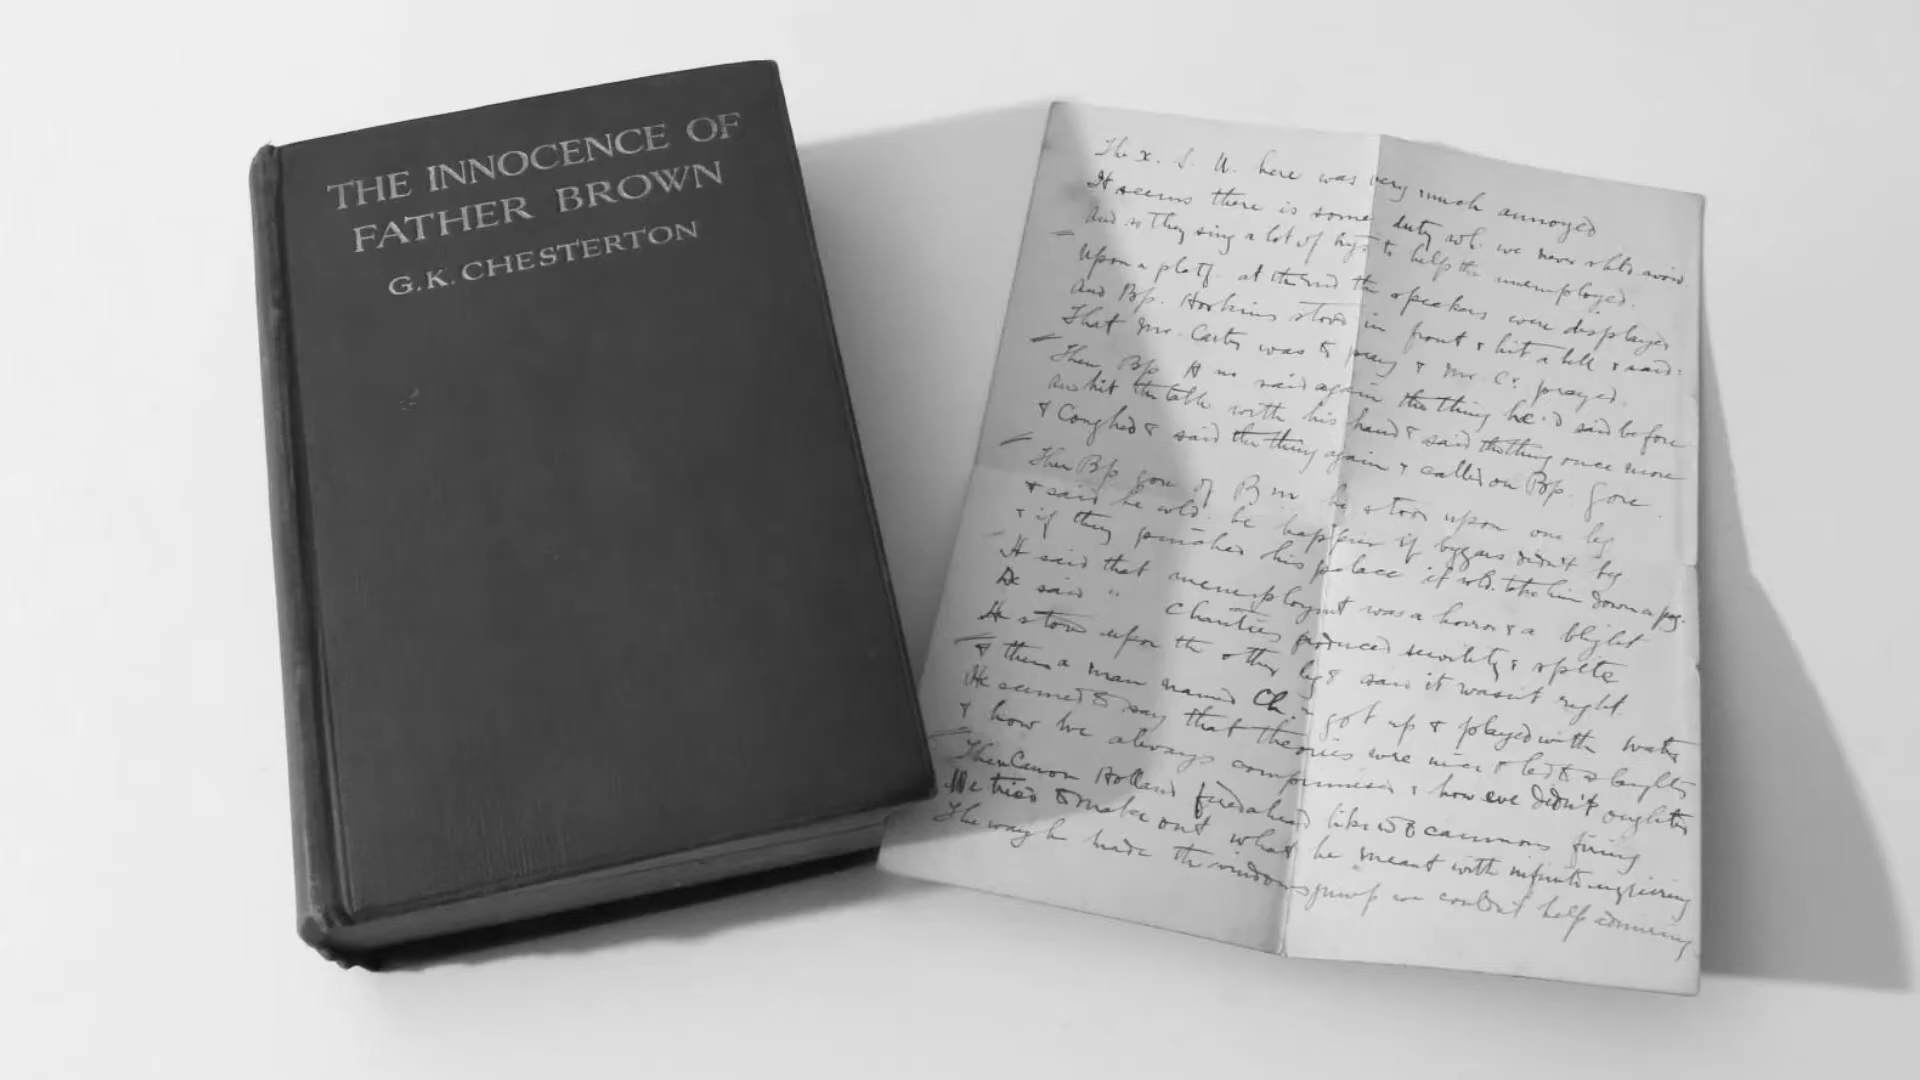 THE INNOCENCE OF
FATHER BROWN
G.K. CHESTERTON
The x. S. U. here was very much annoyed
It seems there is some duty wh. we never shd avoid
And so they sing a lot of to help the unemployed.
Upon a platf. at the end the speakers were displayed
And Bp. Hoskins stood in front & hit a bell & said
That Mr. Carter was to pray & Mr. C. prayed.
Then Bp. said again the thing he'd said before
And hit the table with his hand & said the thing once more
& Coughed & said the thing again & called on Bp. Gore
Then Bp gore of Bm he stood upon one leg
& said he wld. be happier if beggars didn't beg
& if they pinched his palace it wld. take him down a peg.
He said that unemployment was a horror & a blight
He said " Charities produced servility & spite
He stood upon the other leg & said it wasn't right.
& then a man named Ch.n got up & played with water
He seemed to say that theories were nice & led to slaughter
& how we always compromised & how we didn't oughter
Then Canon Holland fired ahead like cannons firing
We tried to make out what he meant with infinite
The way he made the windows jump we couldn't help admiring